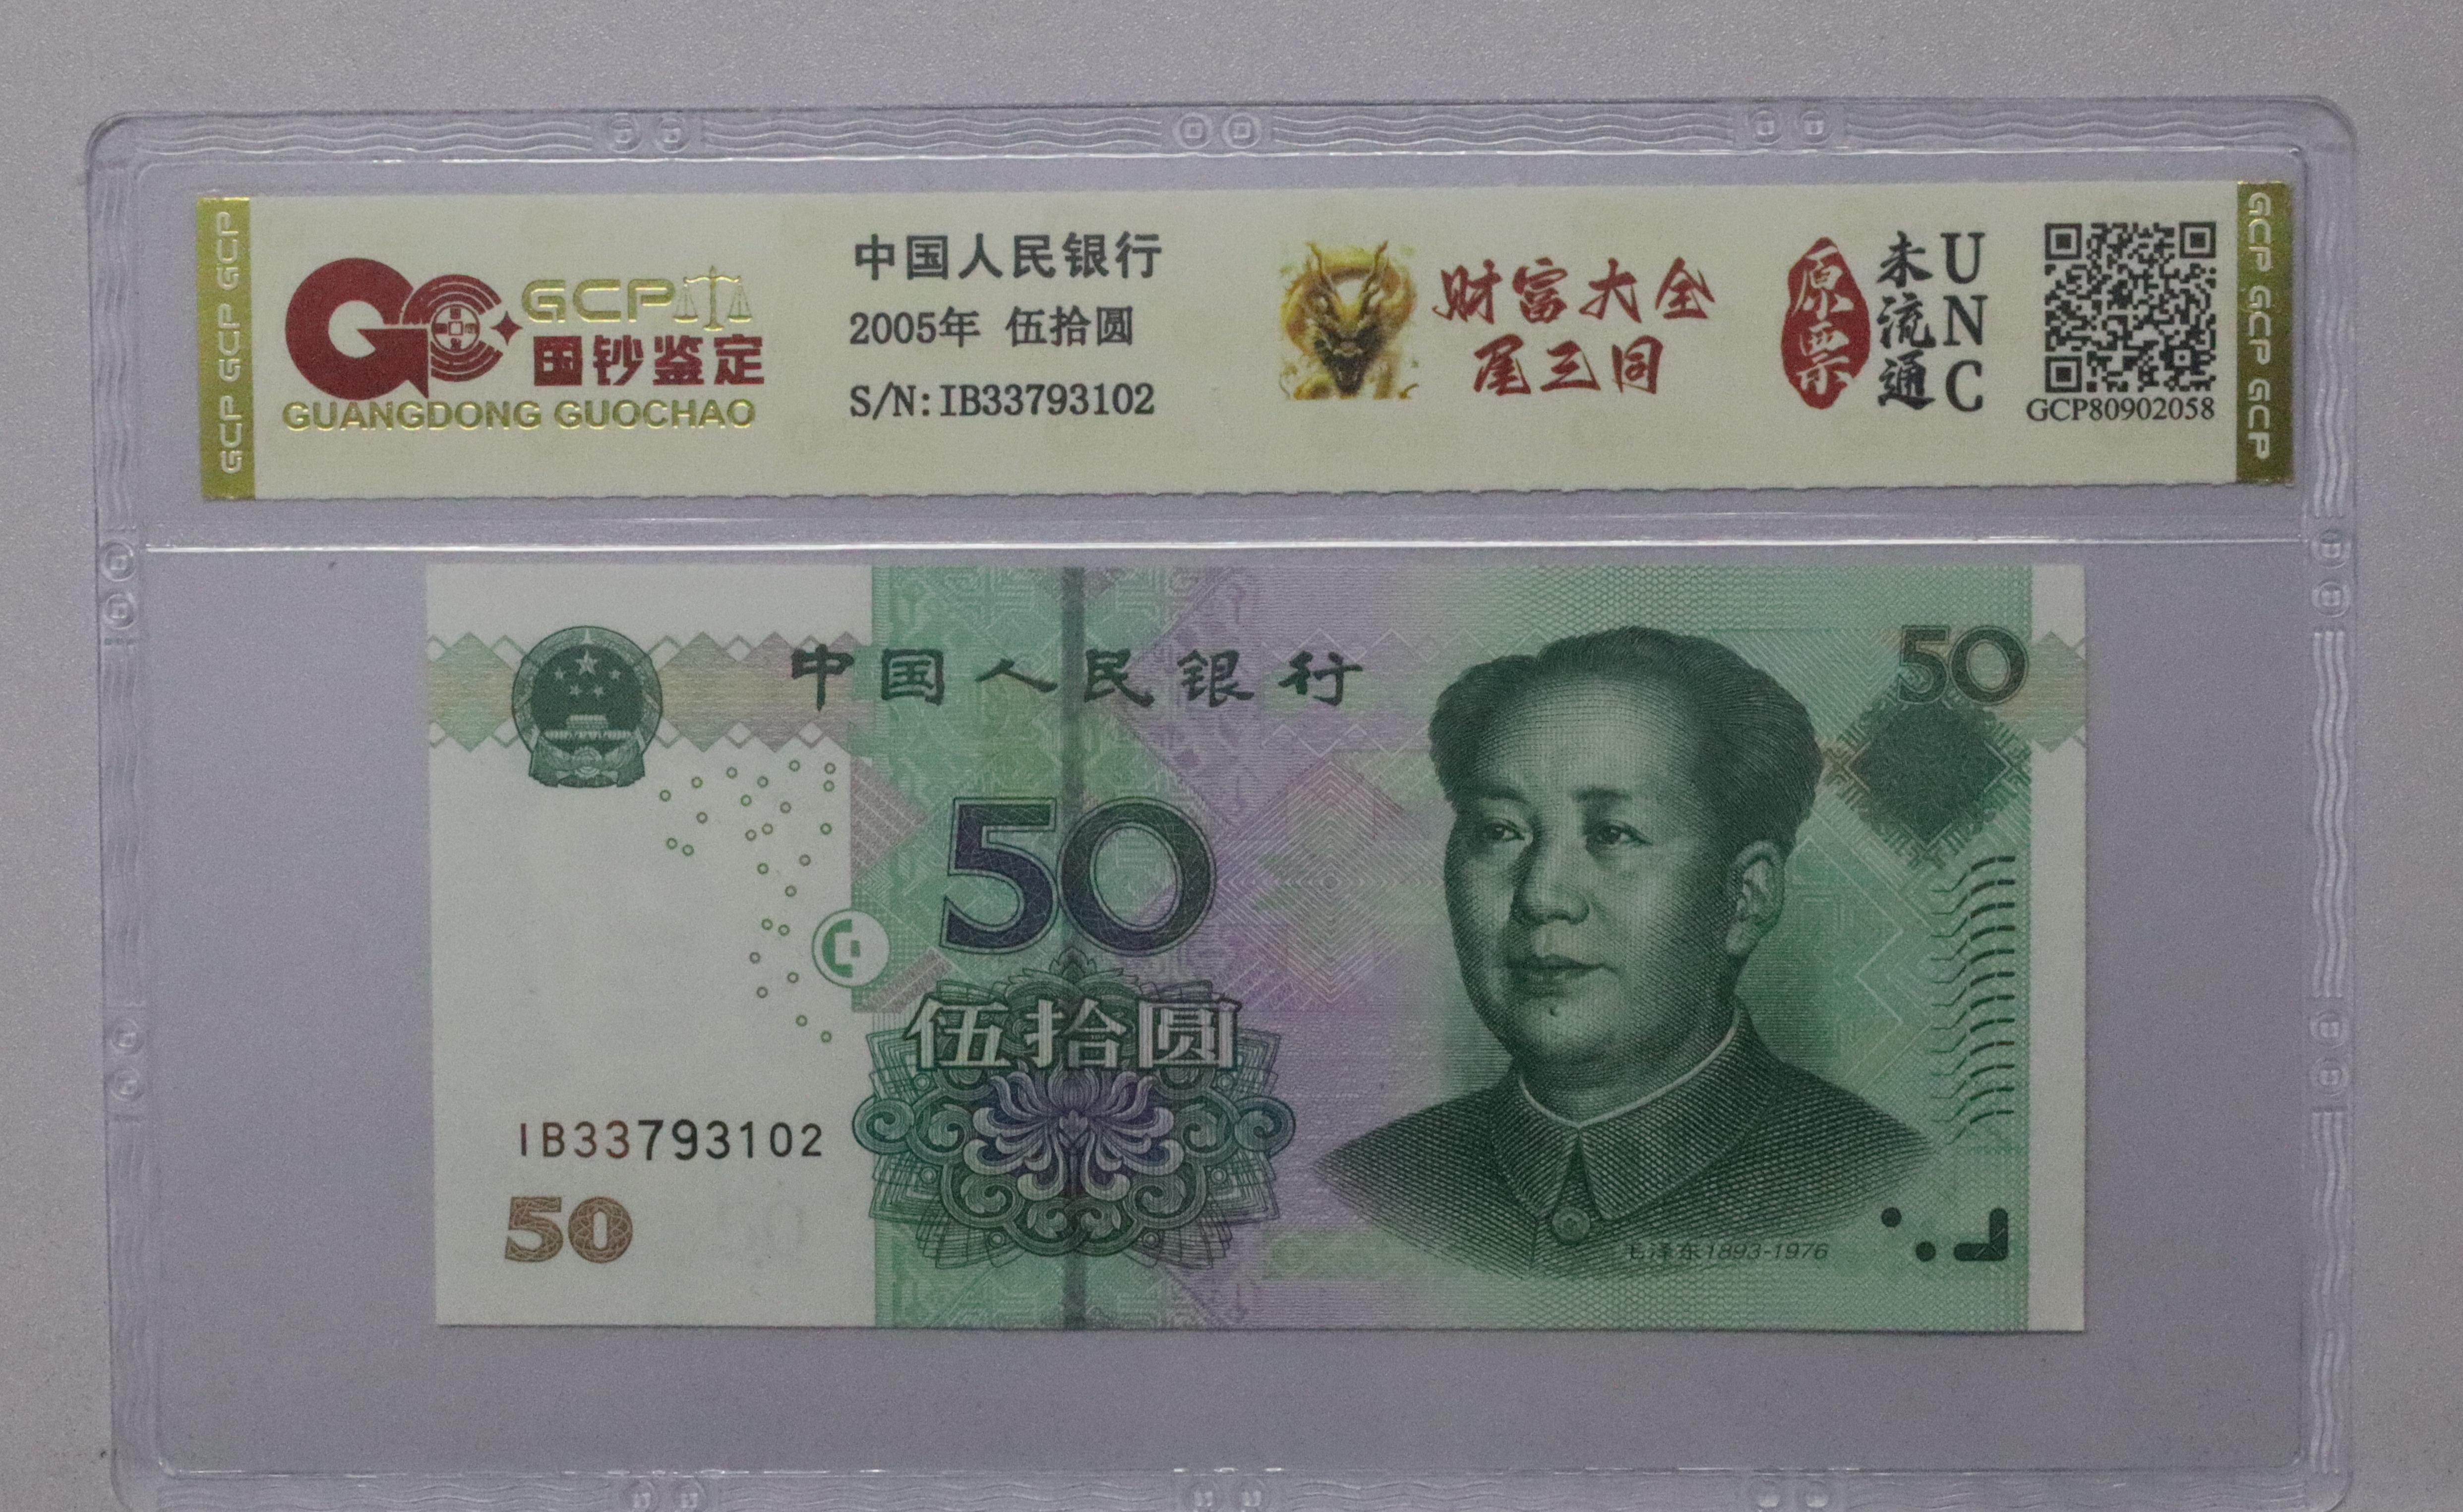 GCP GCP GCP
GCP
国钞鉴定
GUANGDONG GUOCHAO
中国人民银行
2005年 伍拾圆
S/N:IB33793102
财富大全
尾三同
原票
未流通
UNC
GCP80902058
GCP GCP GCP
中国人民银行
50
50
伍拾圆
IB33793102
50
毛泽东1893-1976